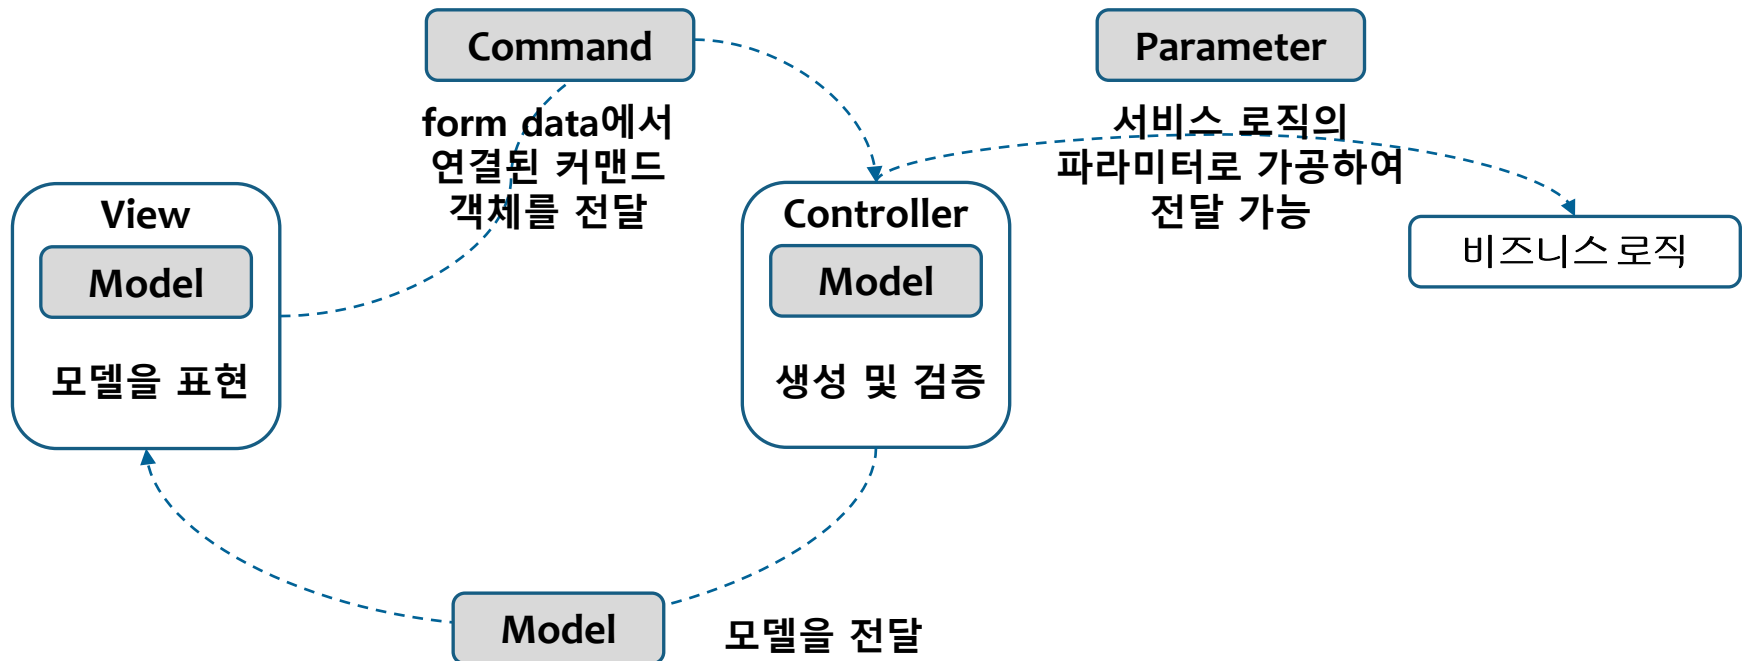 Command
form data에서
연결된 커맨드
객체를 전달
Parameter
서비스 로직의
파라미터로 가공하여
전달 가능
View
Model
모델을 표현
Controller
Model
생성 및 검증
비즈니스 로직
Model
모델을 전달